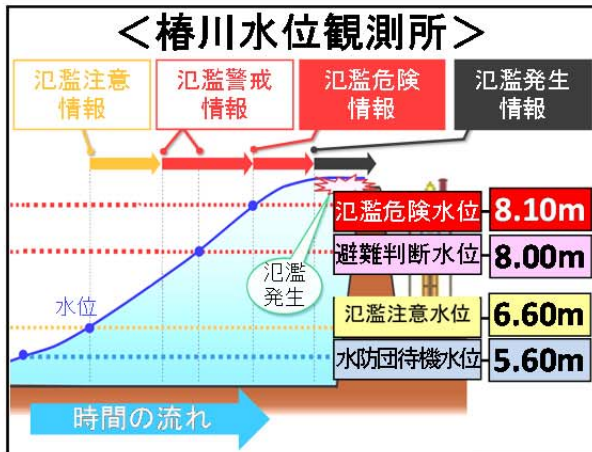 ＜椿川水位観測所＞
氾濫注意
情報
氾濫警戒
情報
氾濫危険
情報
氾濫発生
情報
氾濫危険水位 8.10m
避難判断水位 8.00m
氾濫
発生
水位
氾濫注意水位 6.60m
水防団待機水位 5.60m
時間の流れ